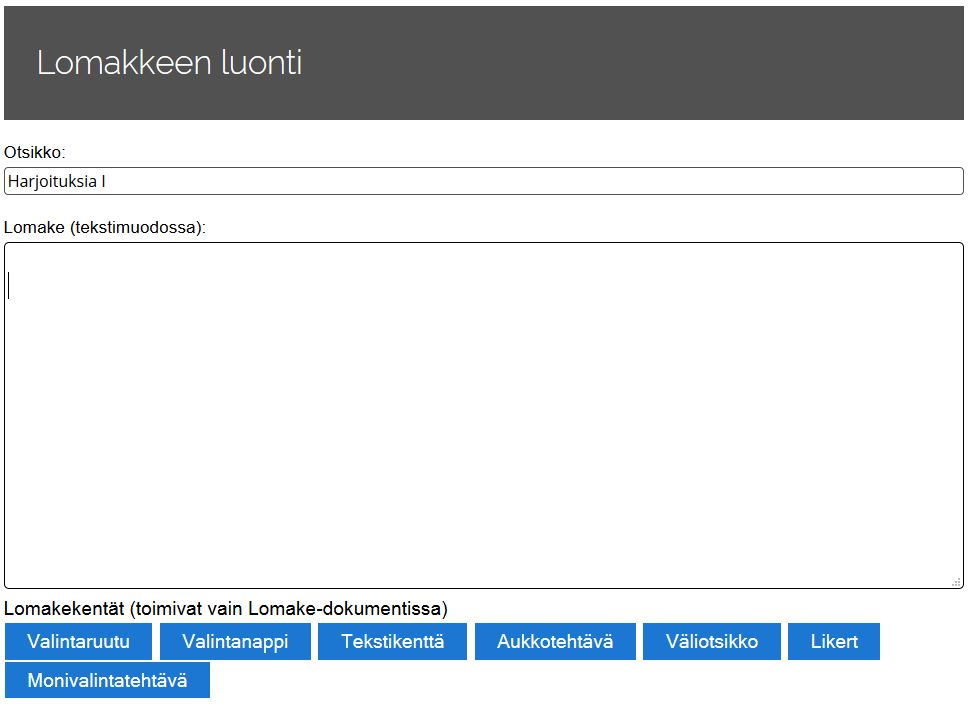 Lomakkeen luonti
Otsikko:
Harjoituksia I
Lomake (tekstimuodossa):
Lomakekentät (toimivat vain Lomake-dokumentissa)
Valintaruutu Valintanappi Tekstikenttä Aukkotehtävä Väliotsikko Likert
Monivalintatehtävä